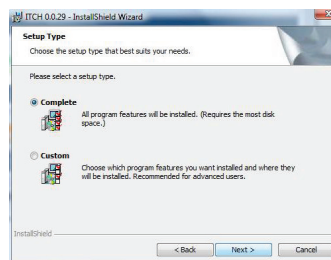 ITCH 0.0.29 - InstallShield Wizard
Setup Type
Choose the setup type that best suits your needs.
Please select a setup type.
Complete
All program features will be installed. (Requires the most disk
space.)
Custom
Choose which program features you want installed and where they
will be installed. Recommended for advanced users.
InstallShield
< Back
Next >
Cancel